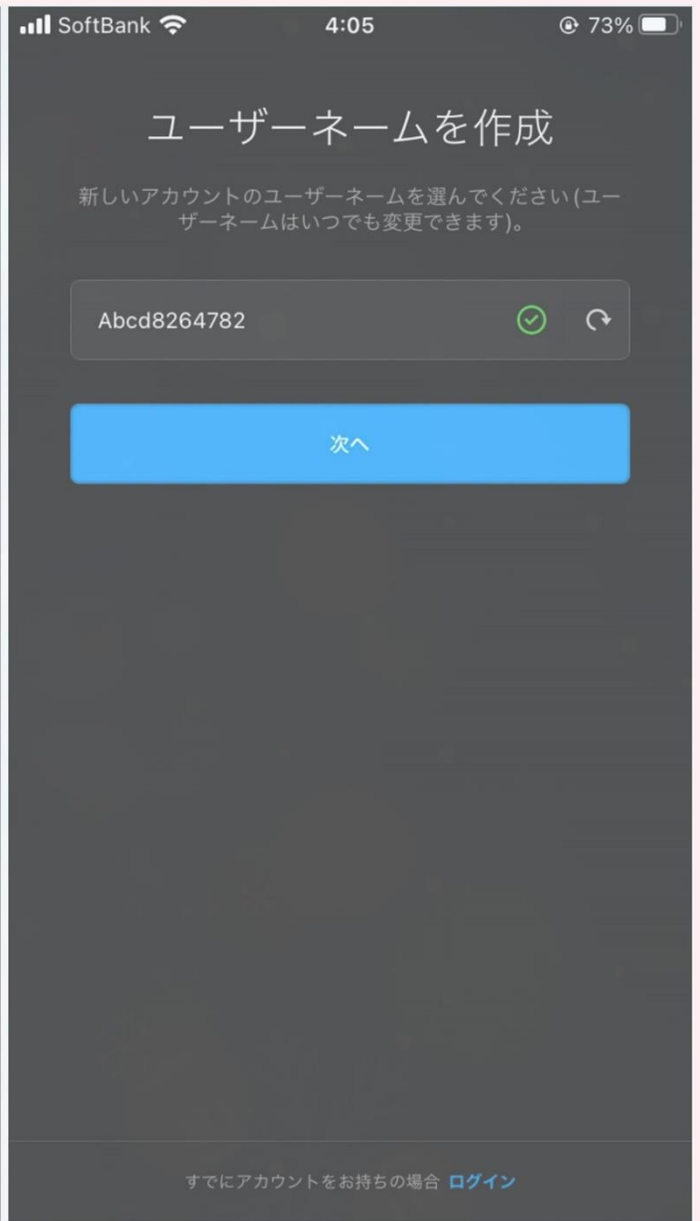 SoftBank 4:05 73%
ユーザーネームを作成
新しいアカウントのユーザーネームを選んでください(ユー
ザーネームはいつでも変更できます)。
Abcd8264782
次へ
すでにアカウントをお持ちの場合 ログイン